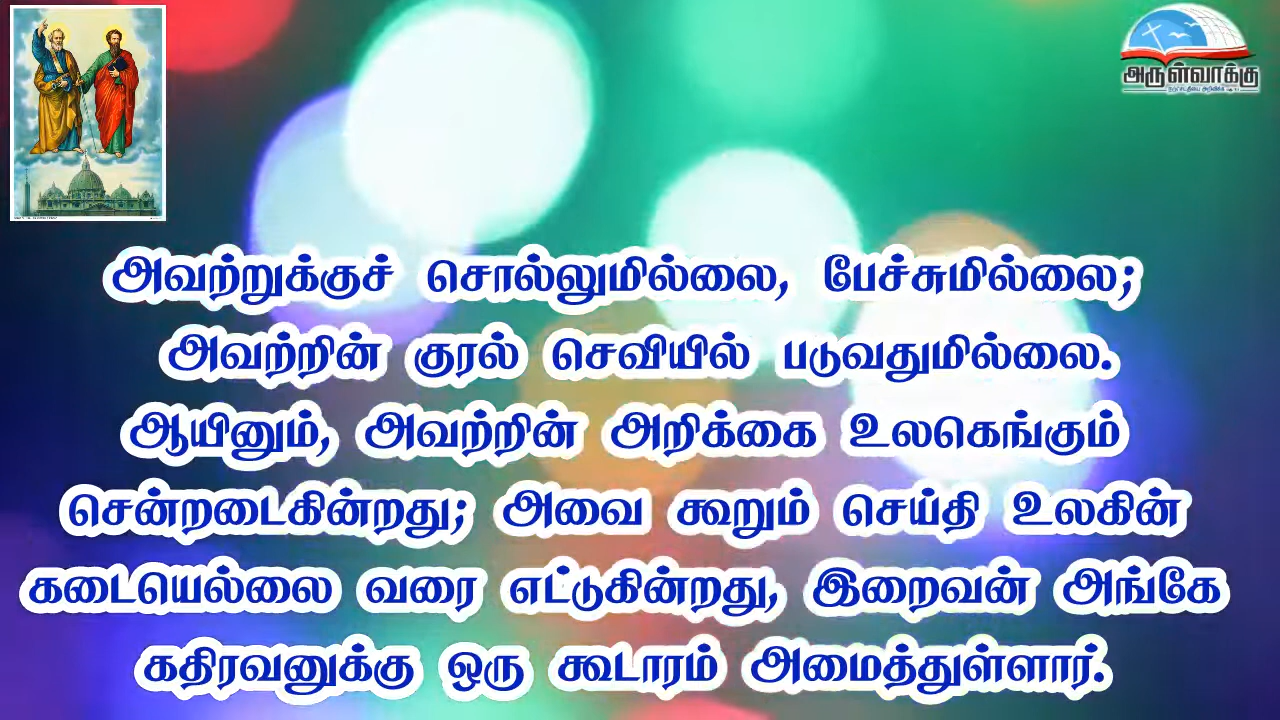 அருள்வாக்கு
அவற்றுக்குச் சொல்லுமில்லை, பேச்சுமில்லை;
அவற்றின் குரல் செவியில் படுவதுமில்லை.
ஆயினும், அவற்றின் அறிக்கை உலகெங்கும்
சென்றடைகின்றது; அவை கூறும் செய்தி உலகின்
கடையெல்லை வரை எட்டுகின்றது, இறைவன் அங்கே
கதிரவனுக்கு ஒரு கூடாரம் அமைத்துள்ளார்.